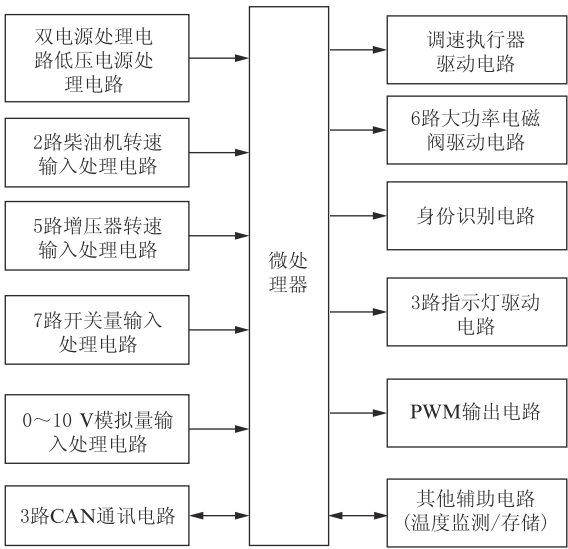 双电源处理电
路低压电源处
理电路
2路柴油机转速
输入处理电路
5路增压器转速
输入处理电路
7路开关量输入
处理电路
0～10 V模拟量输
入处理电路
3路CAN通讯电路
微处
理器
调速执行器
驱动电路
6路大功率电磁
阀驱动电路
身份识别电路
3路指示灯驱动
电路
PWM输出电路
其他辅助电路
(温度监测/存储)